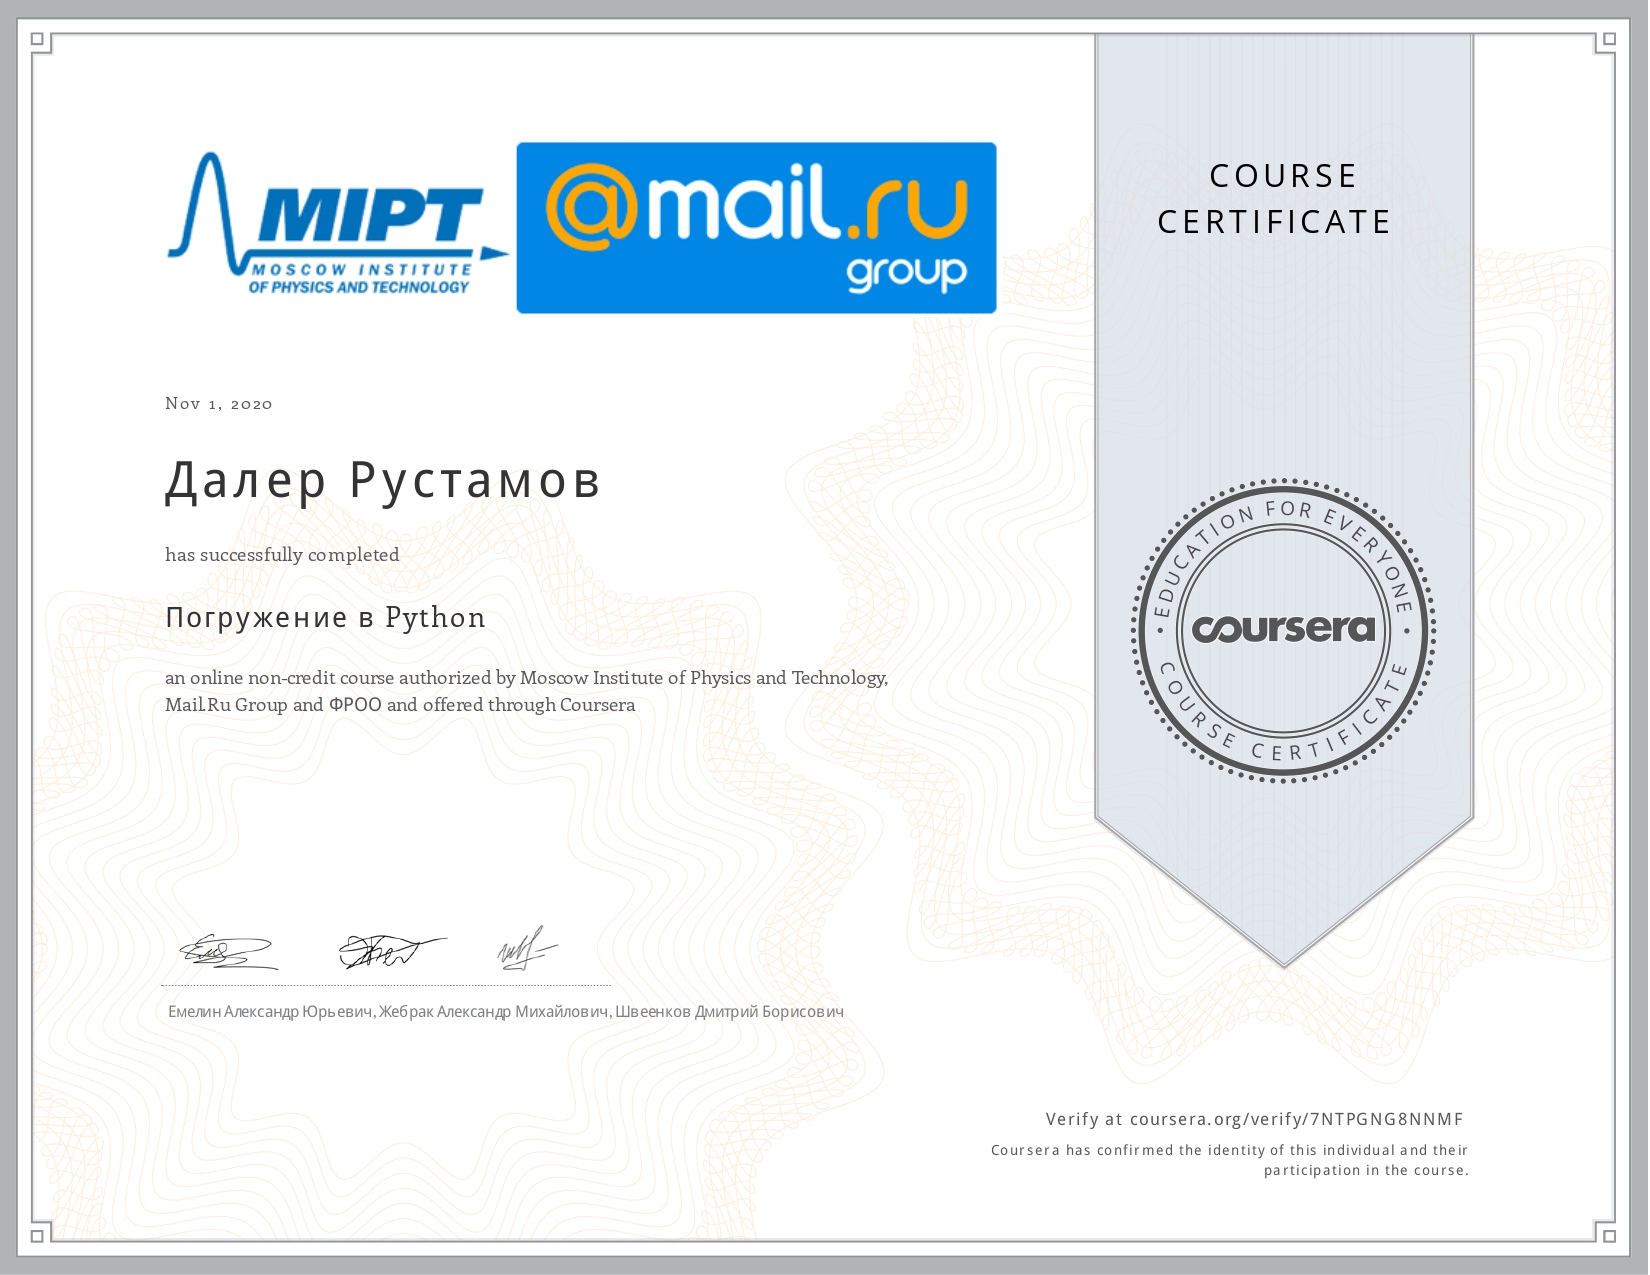 MIPT
MOSCOW INSTITUTE
OF PHYSICS AND TECHNOLOGY
@mail.ru
group
COURSE
CERTIFICATE
Nov 1, 2020
Далер Рустамов
has successfully completed
Погружение в Python
an online non-credit course authorized by Moscow Institute of Physics and Technology,
Mail.Ru Group and ФРОО and offered through Coursera
EDUCATION FOR EVERYONE
coursera
COURSE CERTIFICATE
Емелин Александр Юрьевич, Жебрак Александр Михайлович, Швеенков Дмитрий Борисович
Verify at coursera.org/verify/7NTPGNG8NNMF
Coursera has confirmed the identity of this individual and their
participation in the course.